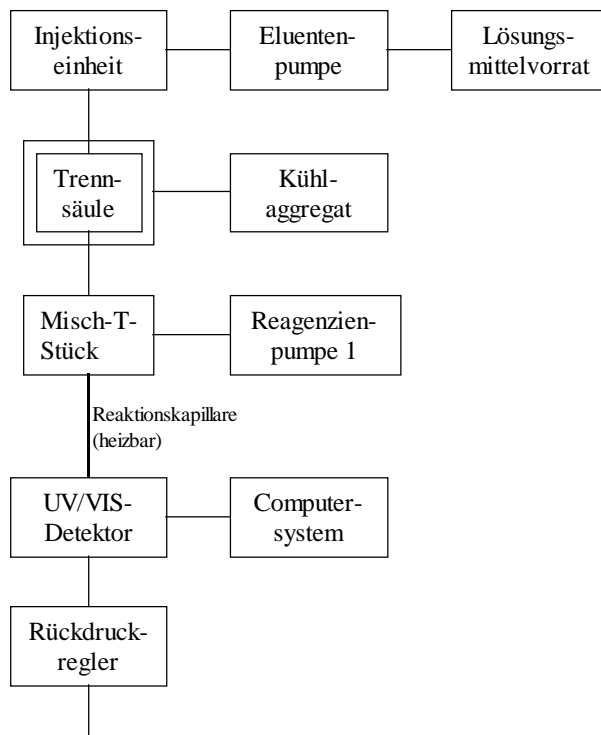 Injektions-
einheit
Eluenten-
pumpe
Lösungs-
mittelvorrat
Trenn-
säule
Kühl-
aggregat
Misch-T-
Stück
Reagenzien-
pumpe 1
Reaktionskapillare
(heizbar)
UV/VIS-
Detektor
Computer-
system
Rückdruck-
regler